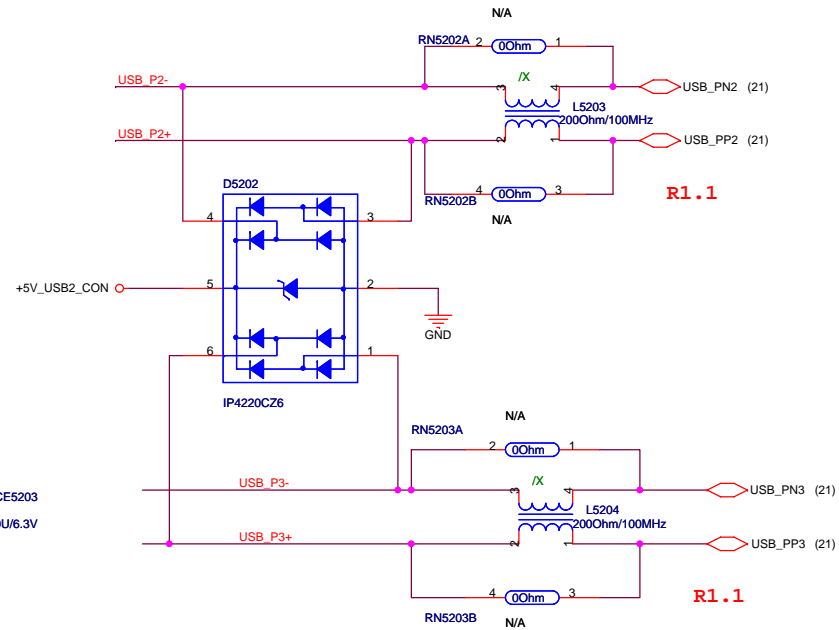 N/A
RN5202A 2 0Ohm 1
/X
USB_P2- 3 4 USB_PN2 (21)
L5203
200Ohm/100MHz
USB_P2+ 2 1 USB_PP2 (21)
D5202
RN5202B 4 0Ohm 3
R1.1
N/A
4 3
+5V_USB2_CON 5 2
GND
6 1
IP4220CZ6
N/A
RN5203A
2 0Ohm 1
/X
CE5203
USB_P3- 3 4 USB_PN3 (21)
L5204
0U/6.3V
200Ohm/100MHz
USB_P3+ 2 1 USB_PP3 (21)
4 0Ohm 3
R1.1
RN5203B
N/A